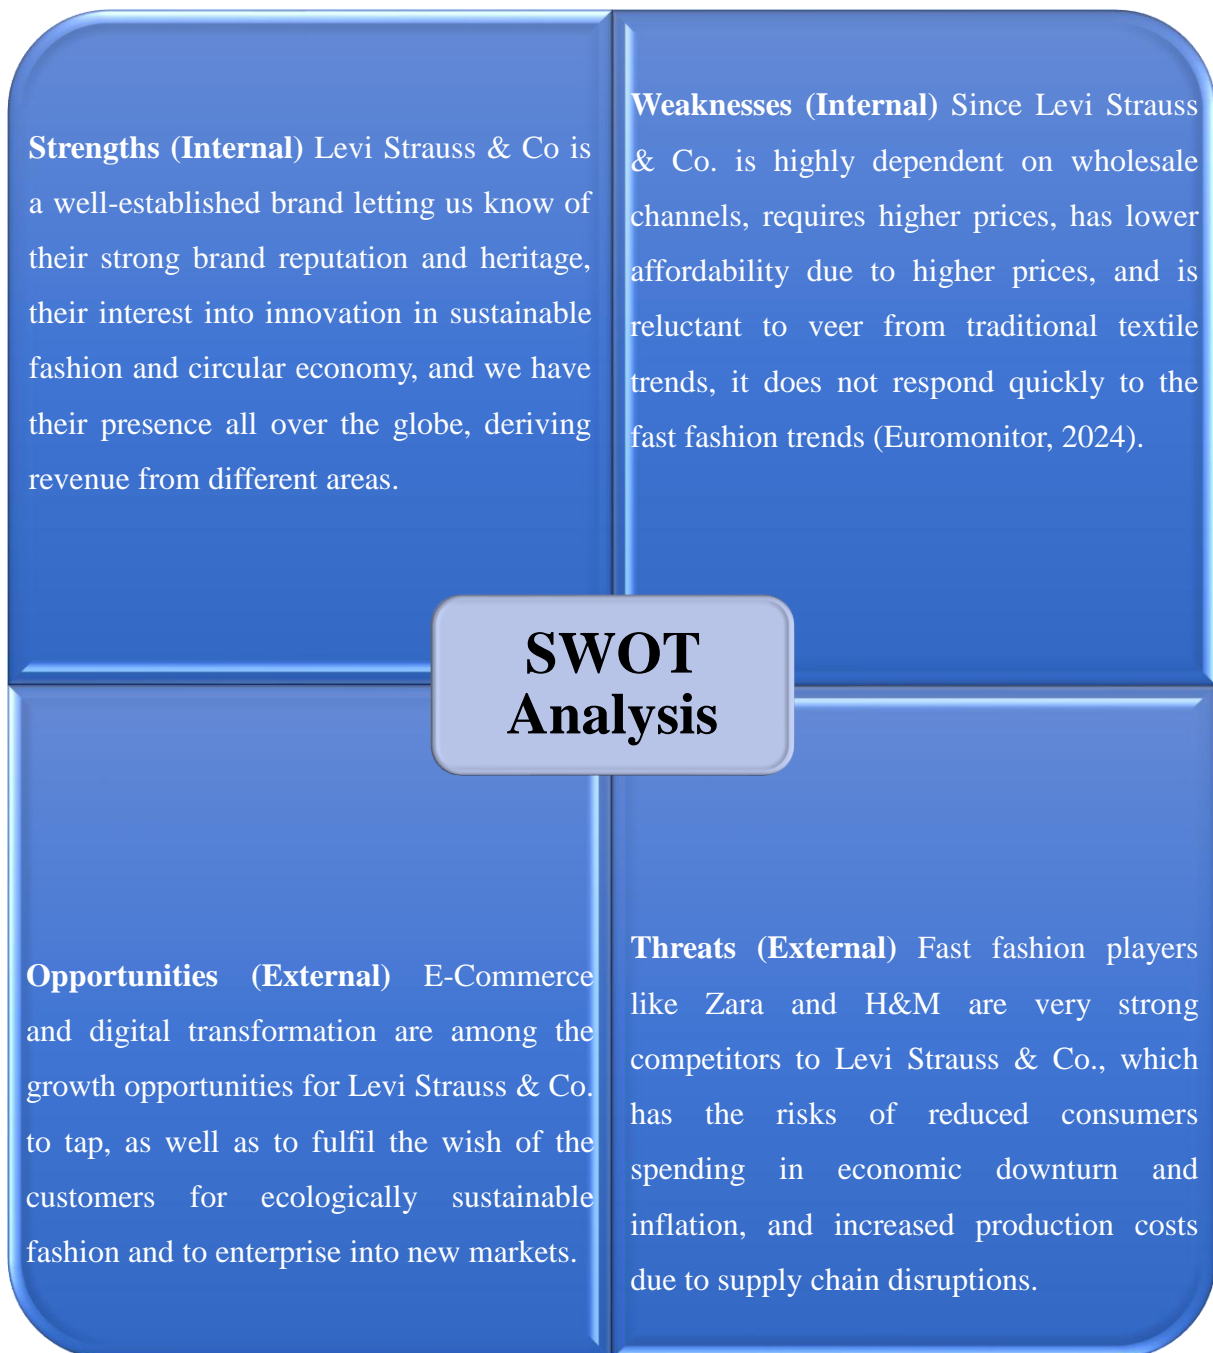 Strengths (Internal) Levi Strauss & Co is
a well-established brand letting us know of
their strong brand reputation and heritage,
their interest into innovation in sustainable
fashion and circular economy, and we have
their presence all over the globe, deriving
revenue from different areas.
Weaknesses (Internal) Since Levi Strauss
& Co. is highly dependent on wholesale
channels, requires higher prices, has lower
affordability due to higher prices, and is
reluctant to veer from traditional textile
trends, it does not respond quickly to the
fast fashion trends (Euromonitor, 2024).
SWOT
Analysis
Opportunities (External) E-Commerce
and digital transformation are among the
growth opportunities for Levi Strauss & Co.
to tap, as well as to fulfil the wish of the
customers for ecologically sustainable
fashion and to enterprise into new markets.
Threats (External) Fast fashion players
like Zara and H&M are very strong
competitors to Levi Strauss & Co., which
has the risks of reduced consumers
spending in economic downturn and
inflation, and increased production costs
due to supply chain disruptions.